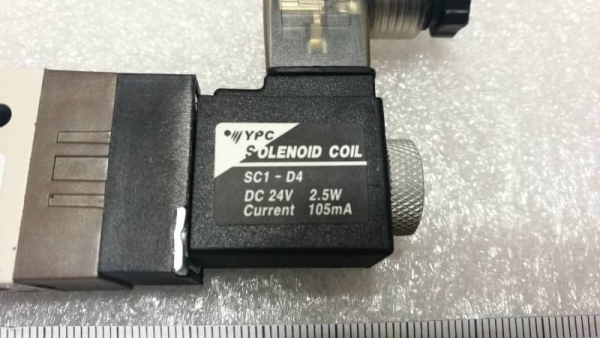 YPC
SOLENOID COIL
SC1 - D4
DC 24V 2.5W
Current 105mA